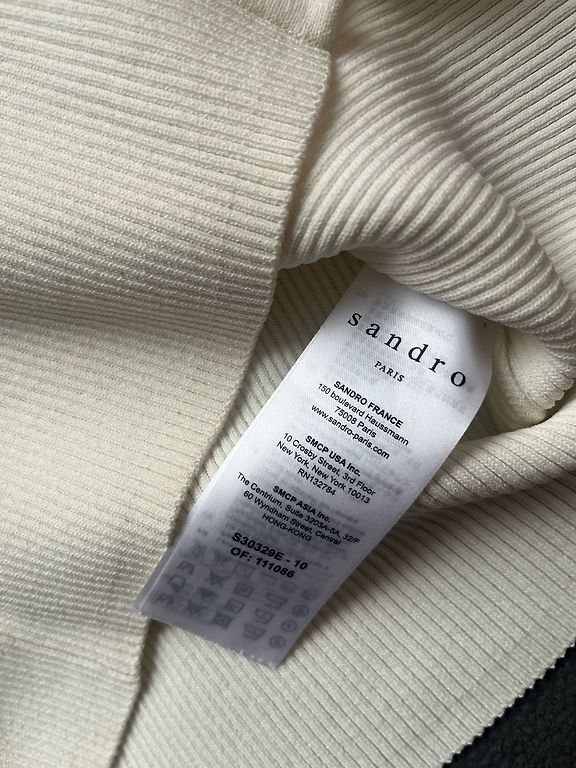 sandro
PARIS
SANDRO FRANCE
150 boulevard Haussmann
75008 Paris
www.sandro-paris.com
SMCP USA Inc.
10 Crosby Street, 3rd Floor
New York, New York 10013
RN132784
SMCP ASIA Inc.
The Centrium, Suite 3203A-5A, 32/F
60 Wyndham Street, Central
HONG-KONG
S30329E - 10
OF: 111086